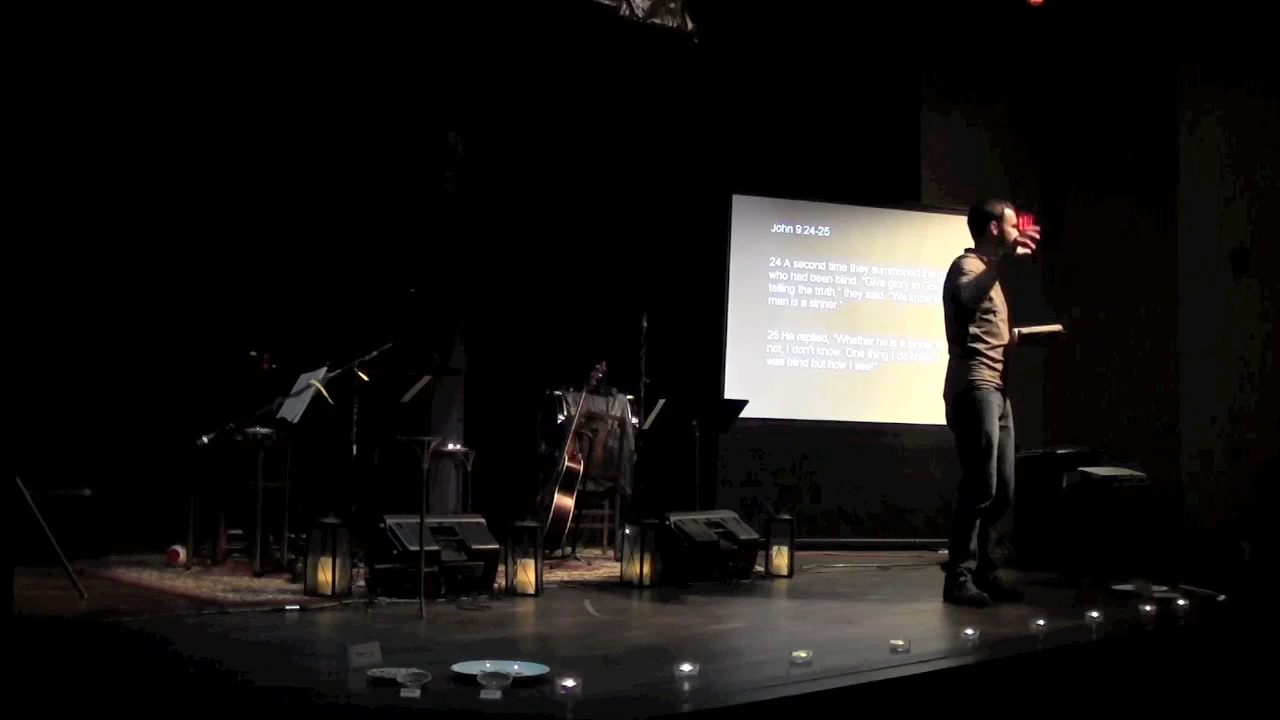 John 9:24-25
24 A second time they summoned the
who had been blind. "Give glory to God
telling the truth," they said. "We know
man is a sinner."
25 He replied, "Whether he is a sinner
not, I don't know. One thing I do know
was blind but now I see!"